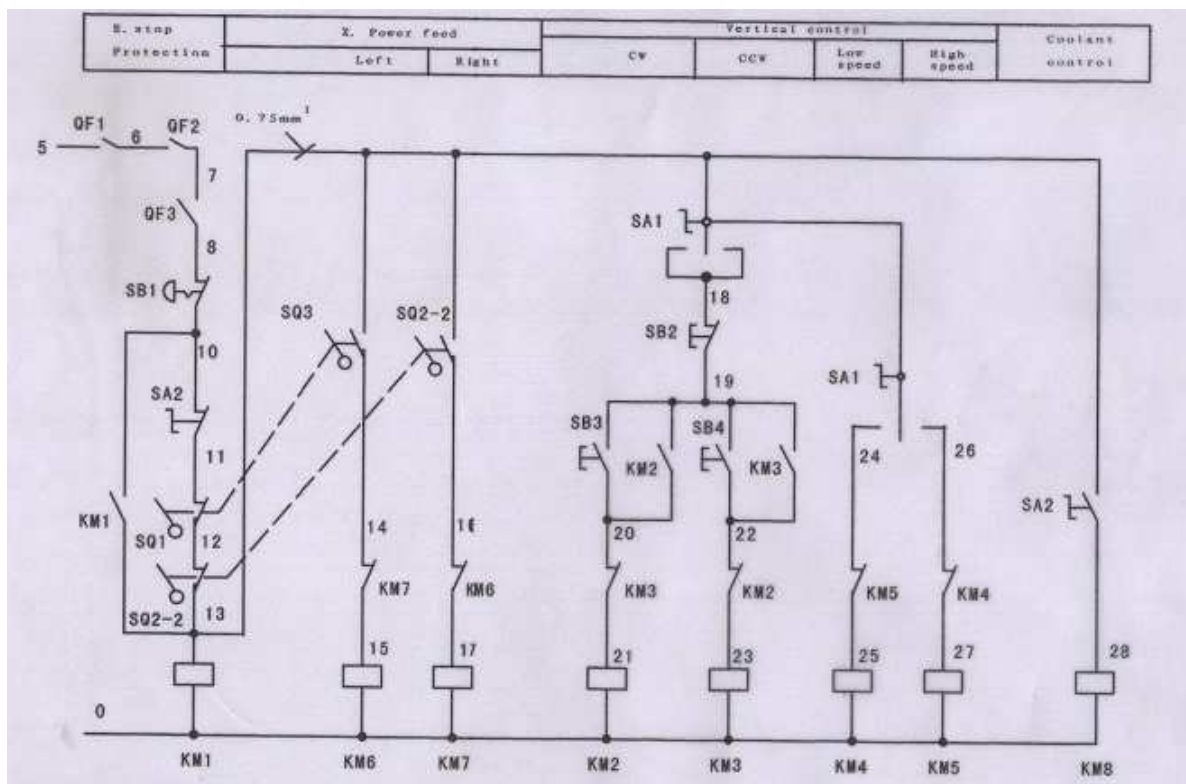 E. stop
Protection
X. Power feed
Left
Right
Vertical control
CW
CCW
Low speed
High speed
Coolant control
0.75mm
5
QF1
6
QF2
7
QF3
8
SB1
10
SA2
11
KM1
SQ1
12
SQ2-2
13
0
KM1
SQ3
14
KM7
15
KM6
SQ2-2
16
KM6
17
KM7
SA1
18
SB2
19
SB3
KM2
20
KM3
21
KM2
SB4
KM3
22
KM2
23
KM3
SA1
24
26
KM5
25
KM4
KM4
27
KM5
SA2
28
KM8